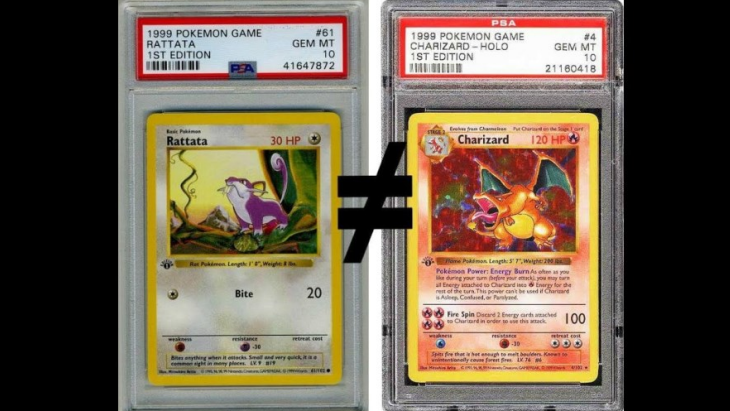 1999 POKEMON GAME #61
RATTATA GEM MT
1ST EDITION 10
PSA 41647872
Basic Pokémon
Rattata 30 HP
Rat Pokémon. Length: 1' 0", Weight: 8 lbs.
Bite 20
weakness resistance retreat cost
-30
Bites anything when it attacks. Small and very quick, it is a
common sight in many places. LV. 9 #19
61/102
≠
PSA
1999 POKEMON GAME #4
CHARIZARD - HOLO GEM MT
1ST EDITION 10
21160418
STAGE 2 Evolves from Charmeleon Put Charizard on the Stage 1 card
Charizard 120 HP
Flame Pokémon. Length: 5' 7", Weight: 200 lbs.
Pokémon Power: Energy Burn As often as you
like during your turn (before your attack), you may turn
all Energy attached to Charizard into Energy for the
rest of the turn. This power can't be used if Charizard
is Asleep, Confused, or Paralyzed.
Fire Spin Discard 2 Energy cards attached
to Charizard in order to use this attack. 100
weakness resistance retreat cost
-30
Spits fire that is hot enough to melt boulders. Known to
unintentionally cause forest fires. LV. 76 #6
4/102